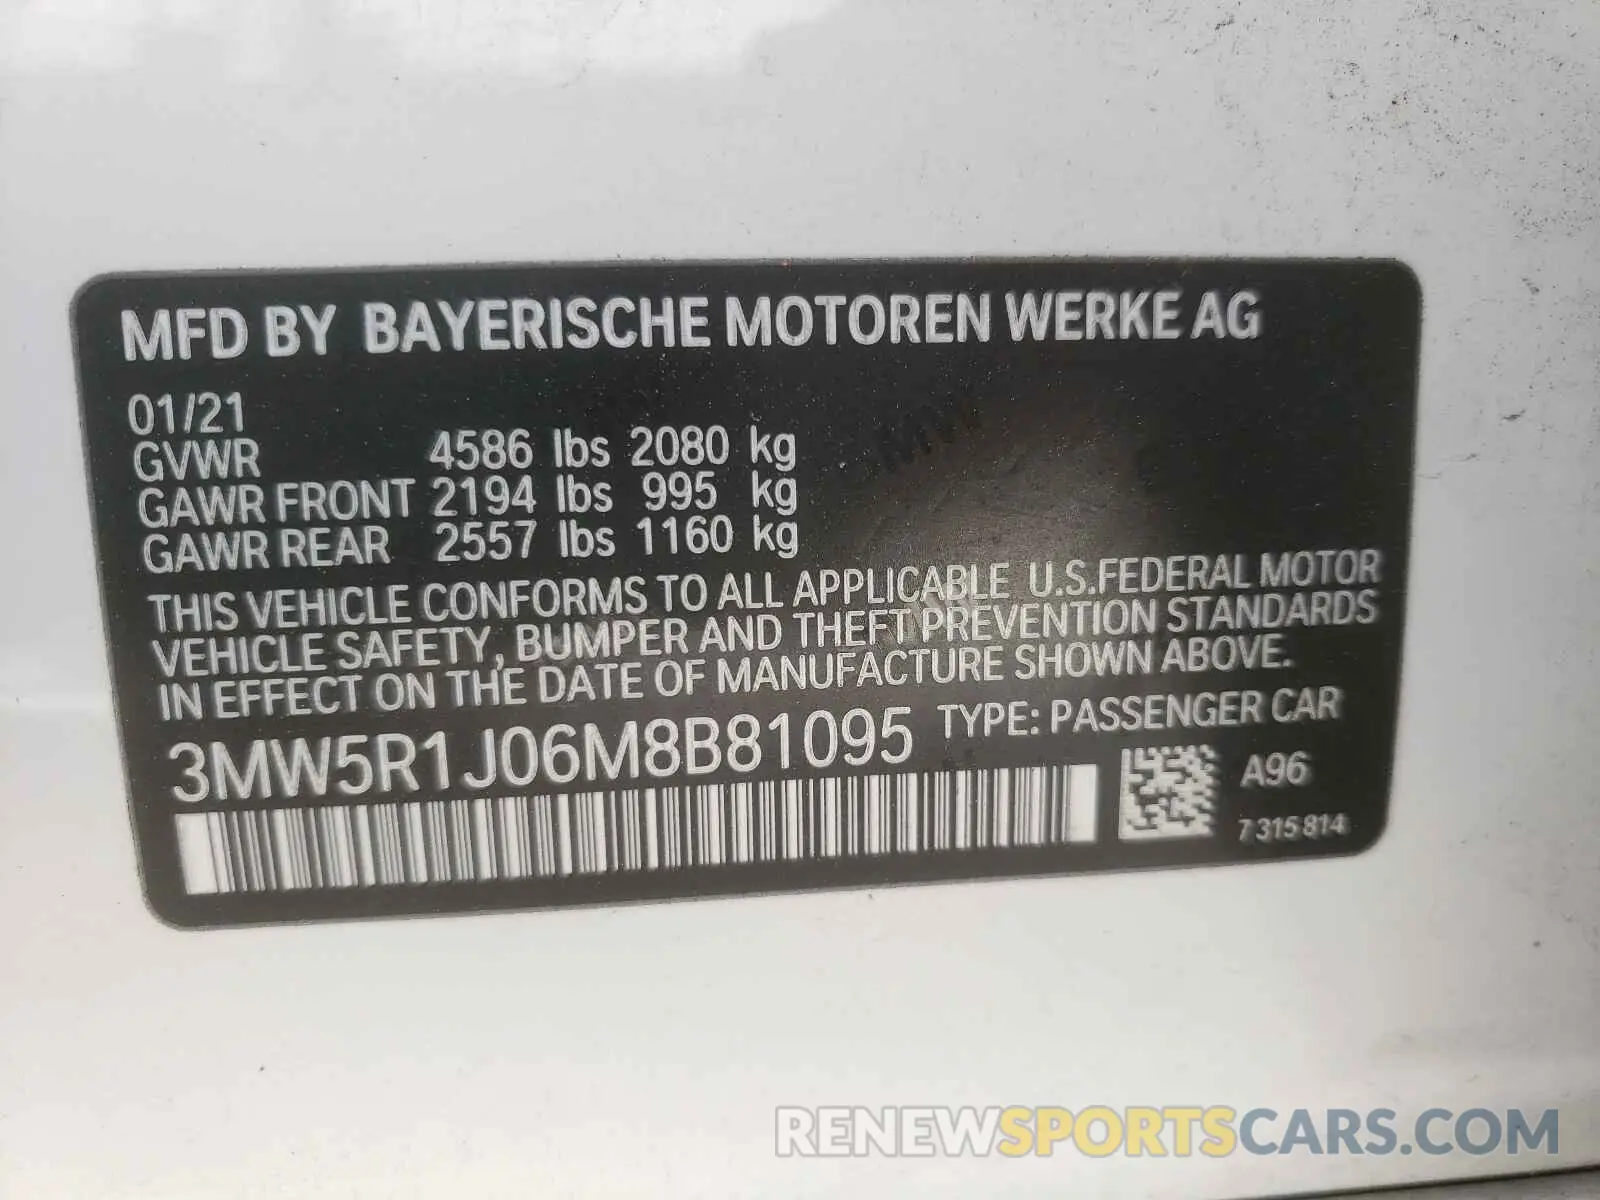 MFD BY BAYERISCHE MOTOREN WERKE AG
01/21
GVWR 4586 lbs 2080 kg
GAWR FRONT 2194 lbs 995 kg
GAWR REAR 2557 lbs 1160 kg
THIS VEHICLE CONFORMS TO ALL APPLICABLE U.S.FEDERAL MOTOR
VEHICLE SAFETY, BUMPER AND THEFT PREVENTION STANDARDS
IN EFFECT ON THE DATE OF MANUFACTURE SHOWN ABOVE.
3MW5R1J06M8B81095 TYPE: PASSENGER CAR
A96
7 315 814
RENEWSPORTSCARS.COM